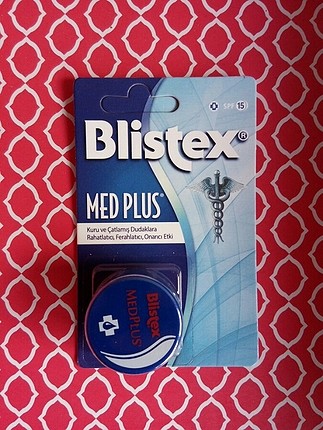 SPF 15
Blistex®
MED PLUS®
Kuru ve Çatlamış Dudaklara
Rahatlatıcı, Ferahlatıcı, Onarıcı Etki
Blistex
MEDPLUS